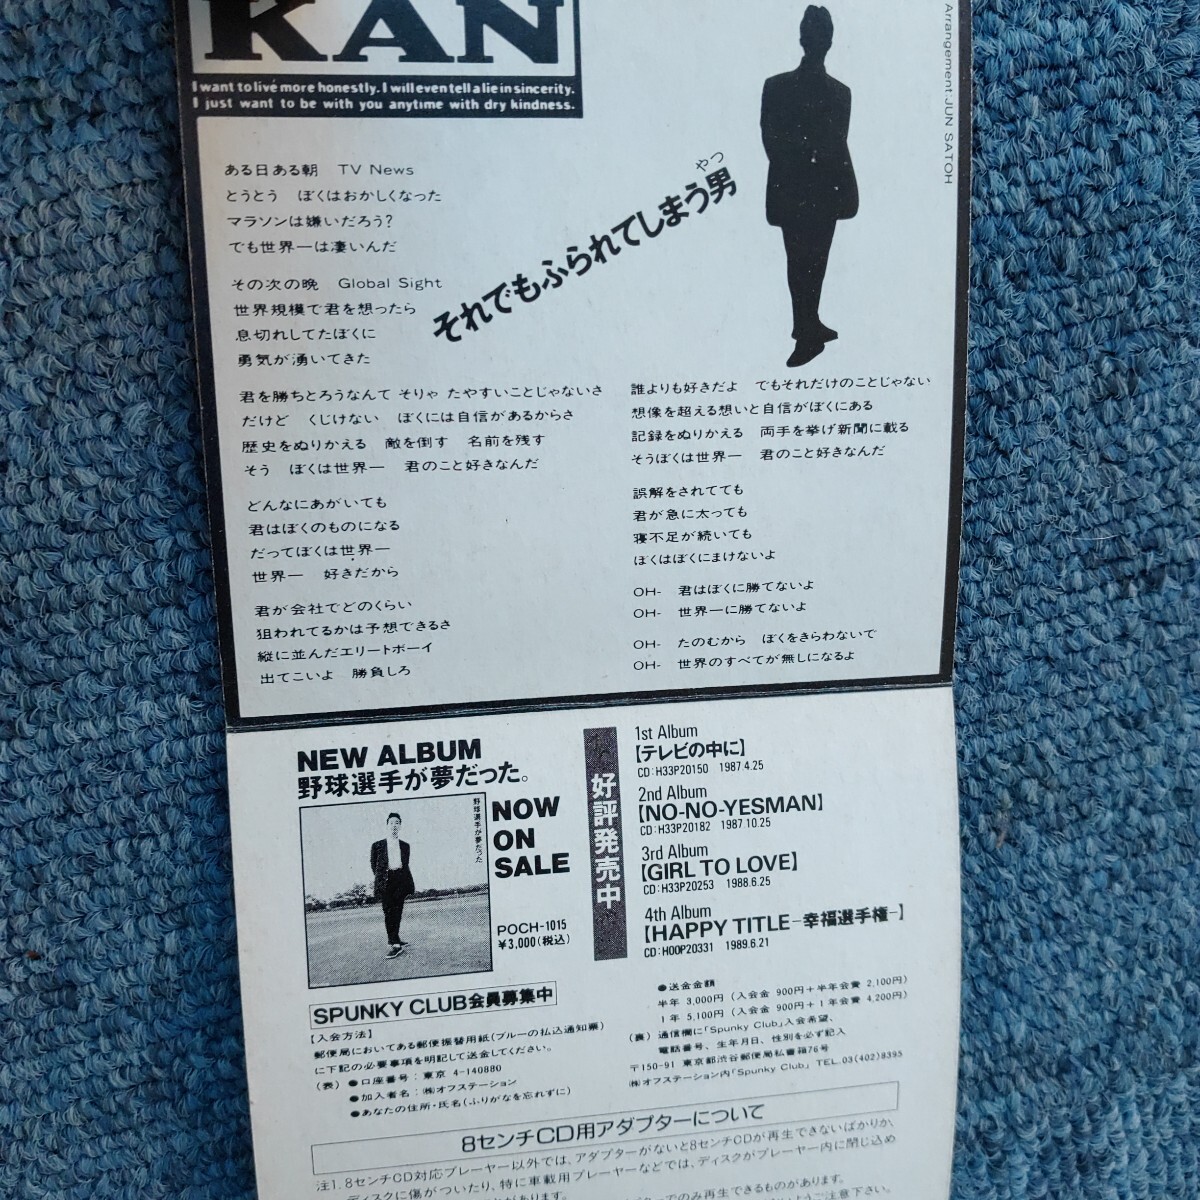 KAN
I want to live more honestly. I will even tell a lie in sincerity.
I just want to be with you anytime with dry kindness.
Arrangement:JUN SATOH
それでもふられてしまう男
やつ
ある日ある朝　TV News
とうとう　ぼくはおかしくなった
マラソンは嫌いだろう?
でも世界一は凄いんだ
その次の晩　Global Sight
世界規模で君を想ったら
息切れしてたぼくに
勇気が湧いてきた
君を勝ちとろうなんて そりゃ たやすいことじゃないさ
だけど　くじけない　ぼくには自信があるからさ
歴史をぬりかえる　敵を倒す　名前を残す
そう　ぼくは世界一　君のこと好きなんだ
どんなにあがいても
君はぼくのものになる
だってぼくは世界一
世界一　好きだから
君が会社でどのくらい
狙われてるかは予想できるさ
縦に並んだエリートボーイ
出てこいよ　勝負しろ
誰よりも好きだよ　でもそれだけのことじゃない
想像を超える想いと自信がぼくにある
記録をぬりかえる　両手を挙げ新聞に載る
そうぼくは世界一　君のこと好きなんだ
誤解をされてても
君が急に太っても
寝不足が続いても
ぼくはぼくにまけないよ
OH-　君はぼくに勝てないよ
OH-　世界一に勝てないよ
OH-　たのむから　ぼくをきらわないで
OH-　世界のすべてが無しになるよ
NEW ALBUM
野球選手が夢だった。
野球選手が夢だった
NOW
ON
SALE
POCH-1015
¥3,000(税込)
好評発売中
1st Album
【テレビの中に】
CD:H33P20150　1987.4.25
2nd Album
【NO-NO-YESMAN】
CD:H33P20182　1987.10.25
3rd Album
【GIRL TO LOVE】
CD:H33P20253　1988.6.25
4th Album
【HAPPY TITLE-幸福選手権-】
CD:H00P20331　1989.6.21
SPUNKY CLUB会員募集中
【入会方法】
郵便局においてある郵便振替用紙(ブルーの払込通知票)
に下記の必要事項を明記して送金してください。
(表) ●口座番号：東京 4-140880
●加入者名：㈱オフステーション
●あなたの住所・氏名(ふりがなを忘れずに)
●送金金額
半年 3,000円 (入会金 900円＋半年会費 2,100円)
1年 5,100円 (入会金 900円＋1年会費 4,200円)
(裏) 通信欄に「Spunky Club」入会希望、
電話番号、生年月日、性別を必ず記入
〒150-91 東京都渋谷郵便局私書箱76号
㈱オフステーション内「Spunky Club」TEL.03(402)8395
8センチCD用アダプターについて
注1. 8センチCD対応プレーヤー以外では、アダプターがないと8センチCDが再生できないばかりか、
ディスクに傷がついたり、特に車載用プレーヤーなどでは、ディスクがプレーヤー内に閉じ込め